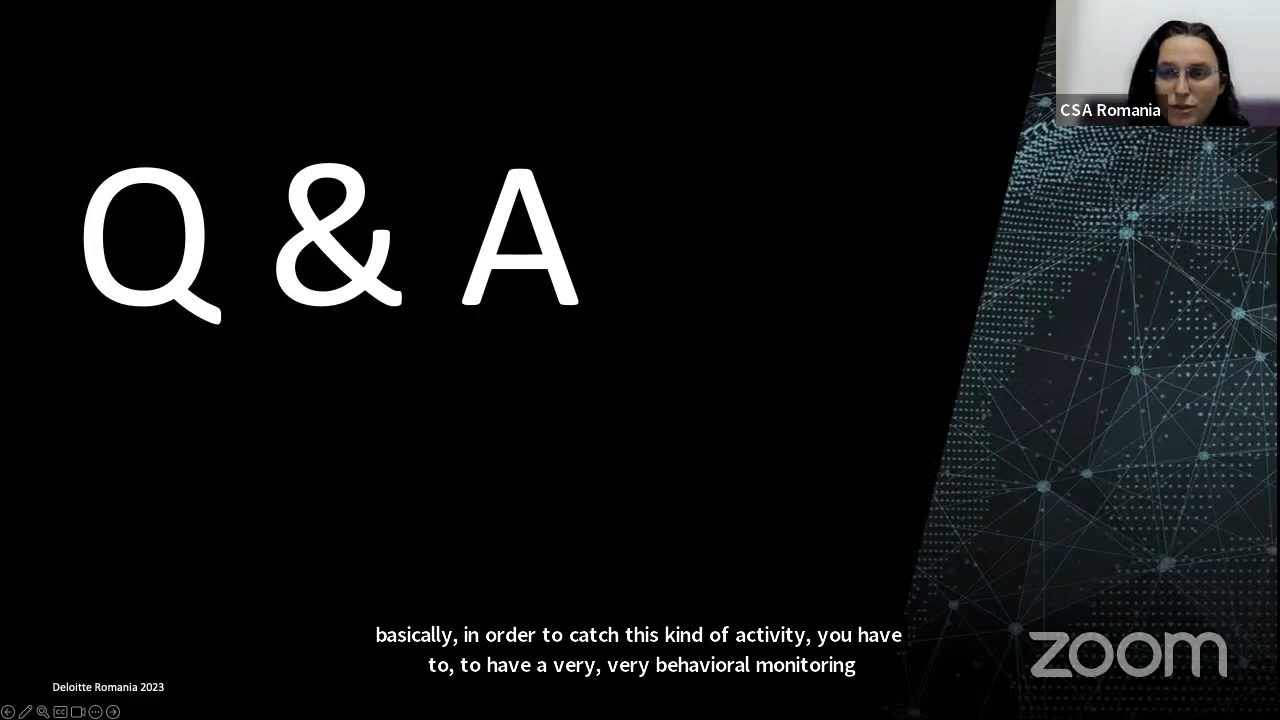 CSA Romania
Q & A
basically, in order to catch this kind of activity, you have
to, to have a very, very behavioral monitoring
zoom
Deloitte Romania 2023
CC